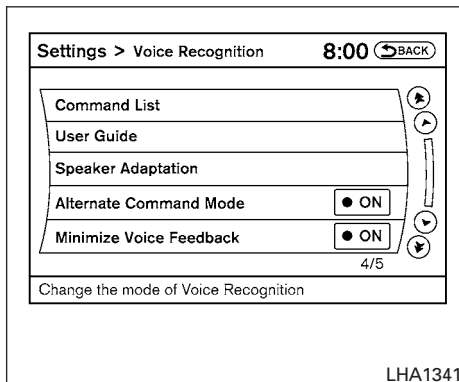 Settings > Voice Recognition 8:00 BACK
Command List
User Guide
Speaker Adaptation
Alternate Command Mode ON
Minimize Voice Feedback ON
4/5
Change the mode of Voice Recognition
LHA1341